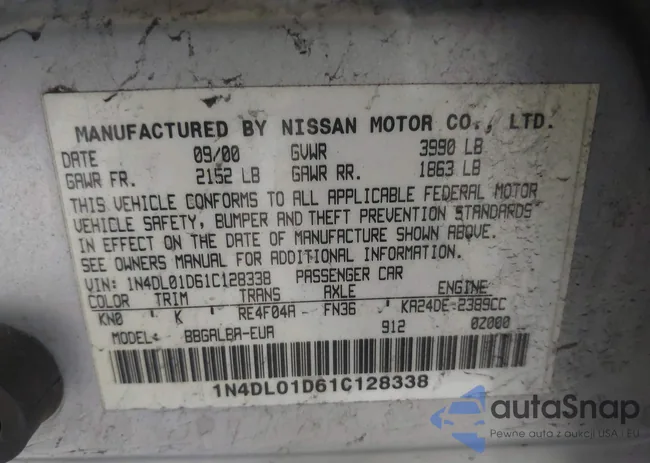 MANUFACTURED BY NISSAN MOTOR CO., LTD.
DATE 09/00 GVWR 3990 LB
GAWR FR. 2152 LB GAWR RR. 1863 LB
THIS VEHICLE CONFORMS TO ALL APPLICABLE FEDERAL MOTOR
VEHICLE SAFETY, BUMPER AND THEFT PREVENTION STANDARDS
IN EFFECT ON THE DATE OF MANUFACTURE SHOWN ABOVE.
SEE OWNERS MANUAL FOR ADDITIONAL INFORMATION.
VIN: 1N4DL01D61C128338 PASSENGER CAR
COLOR TRIM TRANS AXLE ENGINE
KN0 K RE4F04A FN36 KA24DE-2389CC
MODEL: BBGALBA-EUA 912 02000
1N4DL01D61C128338
autaSnap
Pewne auta z aukcji USA i EU